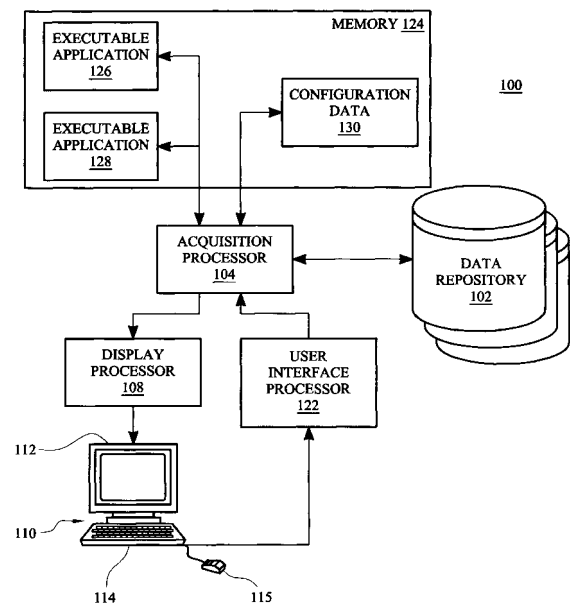 MEMORY 124
EXECUTABLE
APPLICATION
126
EXECUTABLE
APPLICATION
128
CONFIGURATION
DATA
130
100
ACQUISITION
PROCESSOR
104
DATA
REPOSITORY
102
DISPLAY
PROCESSOR
108
USER
INTERFACE
PROCESSOR
122
112
110
114
115